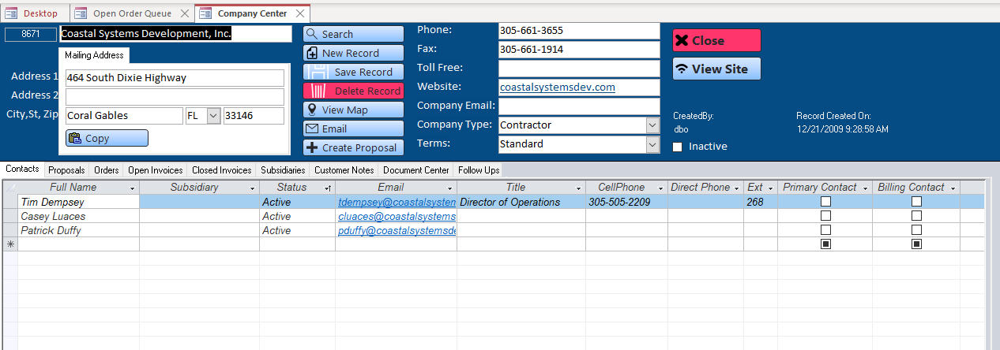 Desktop
Open Order Queue
Company Center
8671
Coastal Systems Development, Inc.
Mailing Address
Address 1
464 South Dixie Highway
Address 2
City,St, Zip
Coral Gables FL 33146
Copy
Search
New Record
Save Record
Delete Record
View Map
Email
Create Proposal
Phone: 305-661-3655
Fax: 305-661-1914
Toll Free:
Website: coastalsystemsdev.com
Company Email:
Company Type: Contractor
Terms: Standard
Close
View Site
CreatedBy:
dbo
Record Created On:
12/21/2009 9:28:58 AM
Inactive
Contacts Proposals Orders Open Invoices Closed Invoices Subsidiaries Customer Notes Document Center Follow Ups
Full Name Subsidiary Status Email Title CellPhone Direct Phone Ext Primary Contact Billing Contact
Tim Dempsey Active tdempsey@coastalsystem Director of Operations 305-505-2209 268
Casey Luaces Active cluaces@coastalsystems
Patrick Duffy Active pduffy@coastalsystemsde